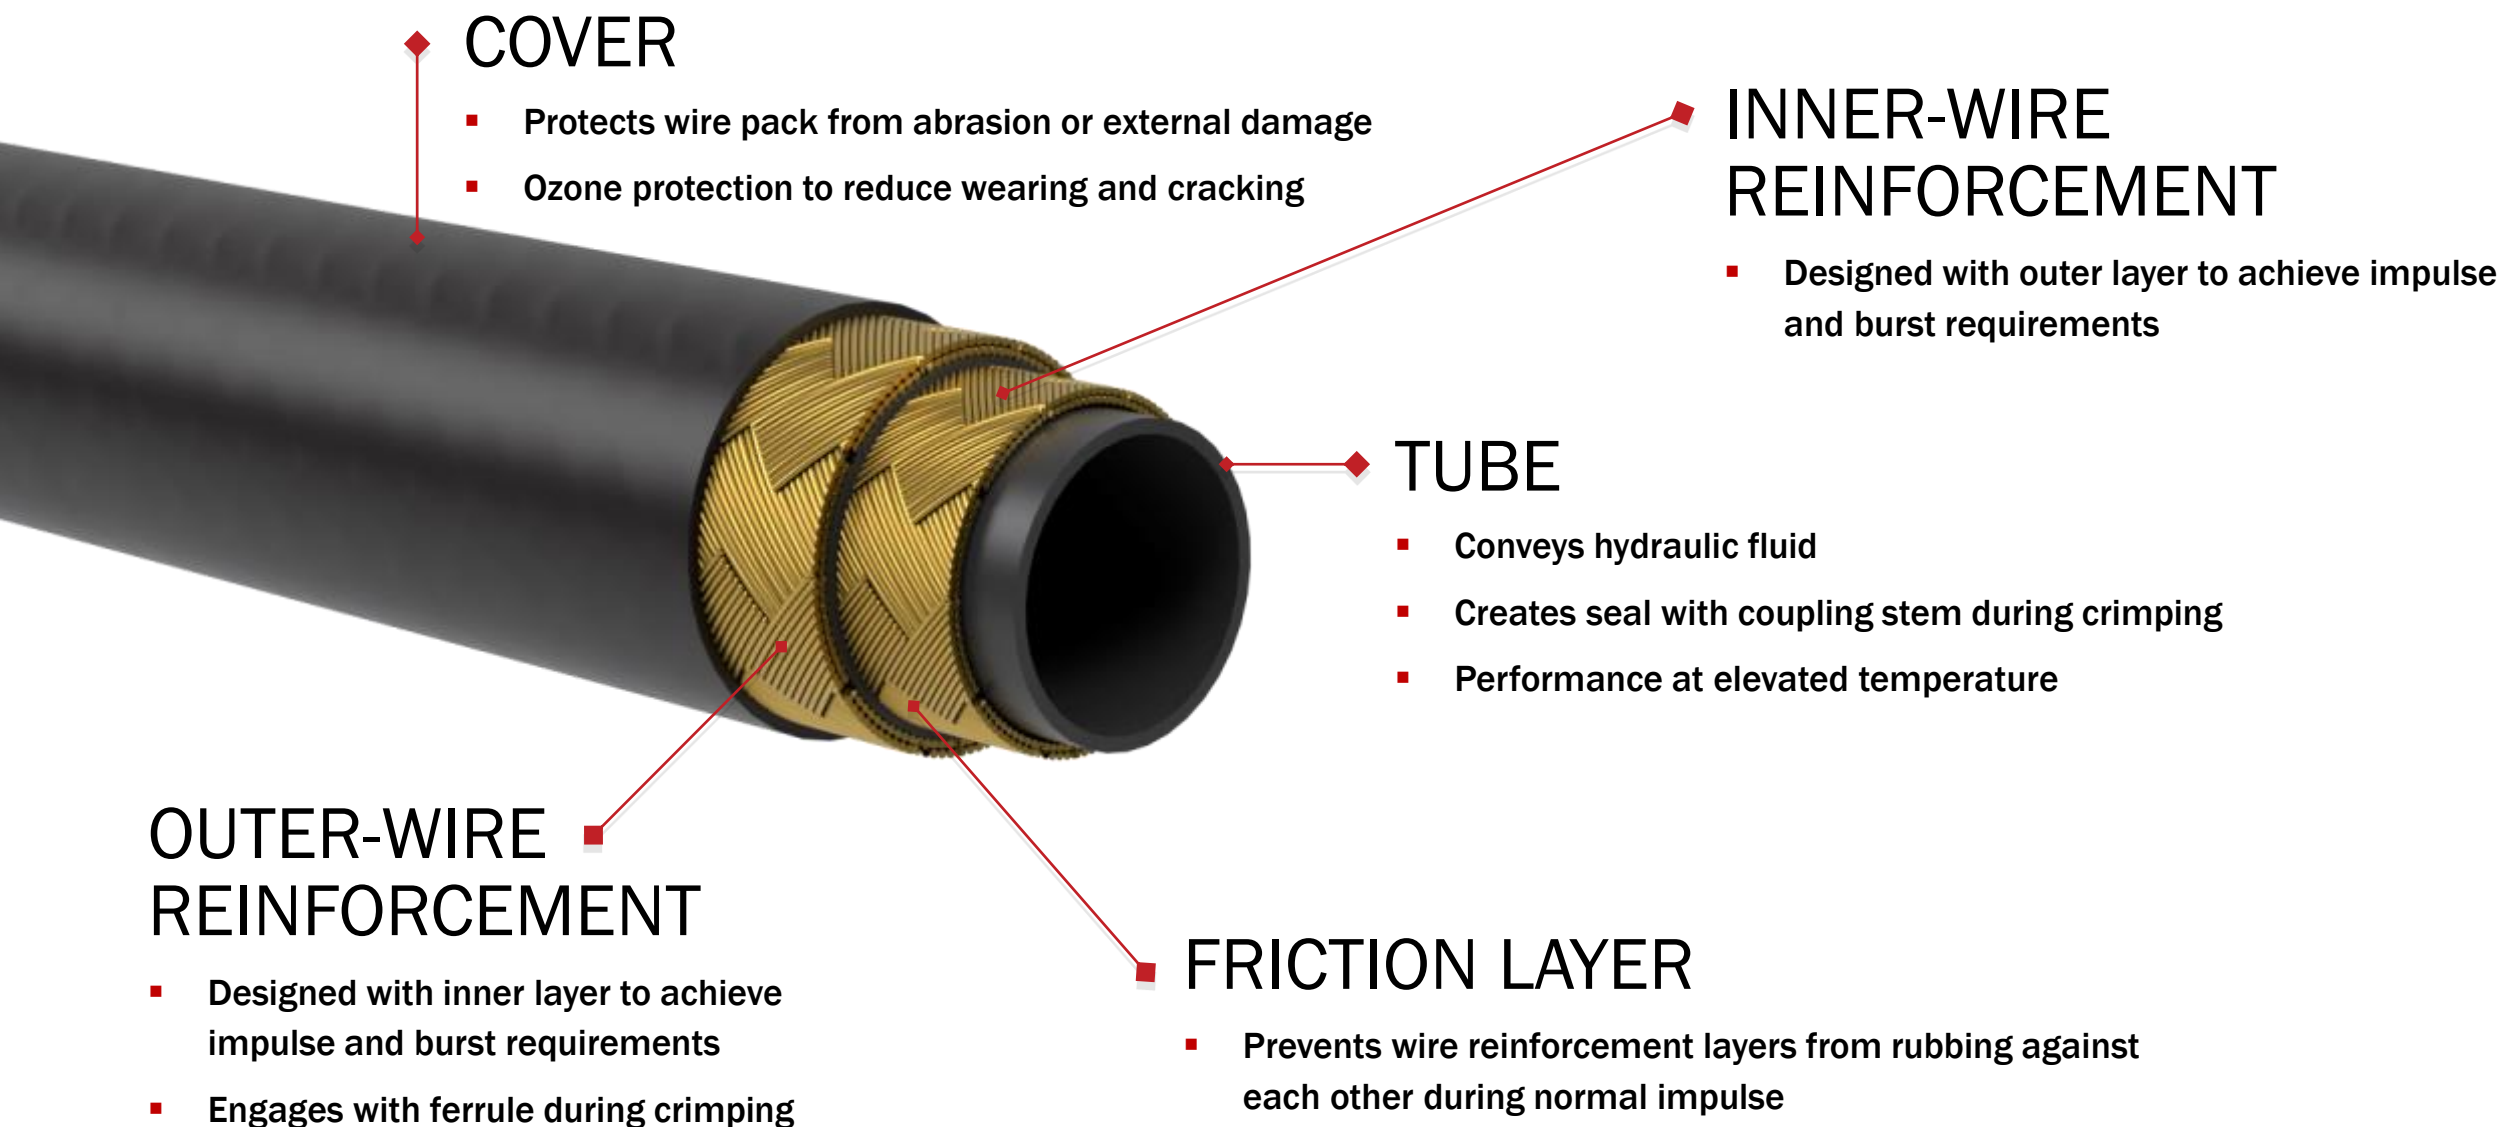 COVER
Protects wire pack from abrasion or external damage
Ozone protection to reduce wearing and cracking
INNER-WIRE
REINFORCEMENT
Designed with outer layer to achieve impulse
and burst requirements
TUBE
Conveys hydraulic fluid
Creates seal with coupling stem during crimping
Performance at elevated temperature
OUTER-WIRE
REINFORCEMENT
Designed with inner layer to achieve
impulse and burst requirements
Engages with ferrule during crimping
FRICTION LAYER
Prevents wire reinforcement layers from rubbing against
each other during normal impulse